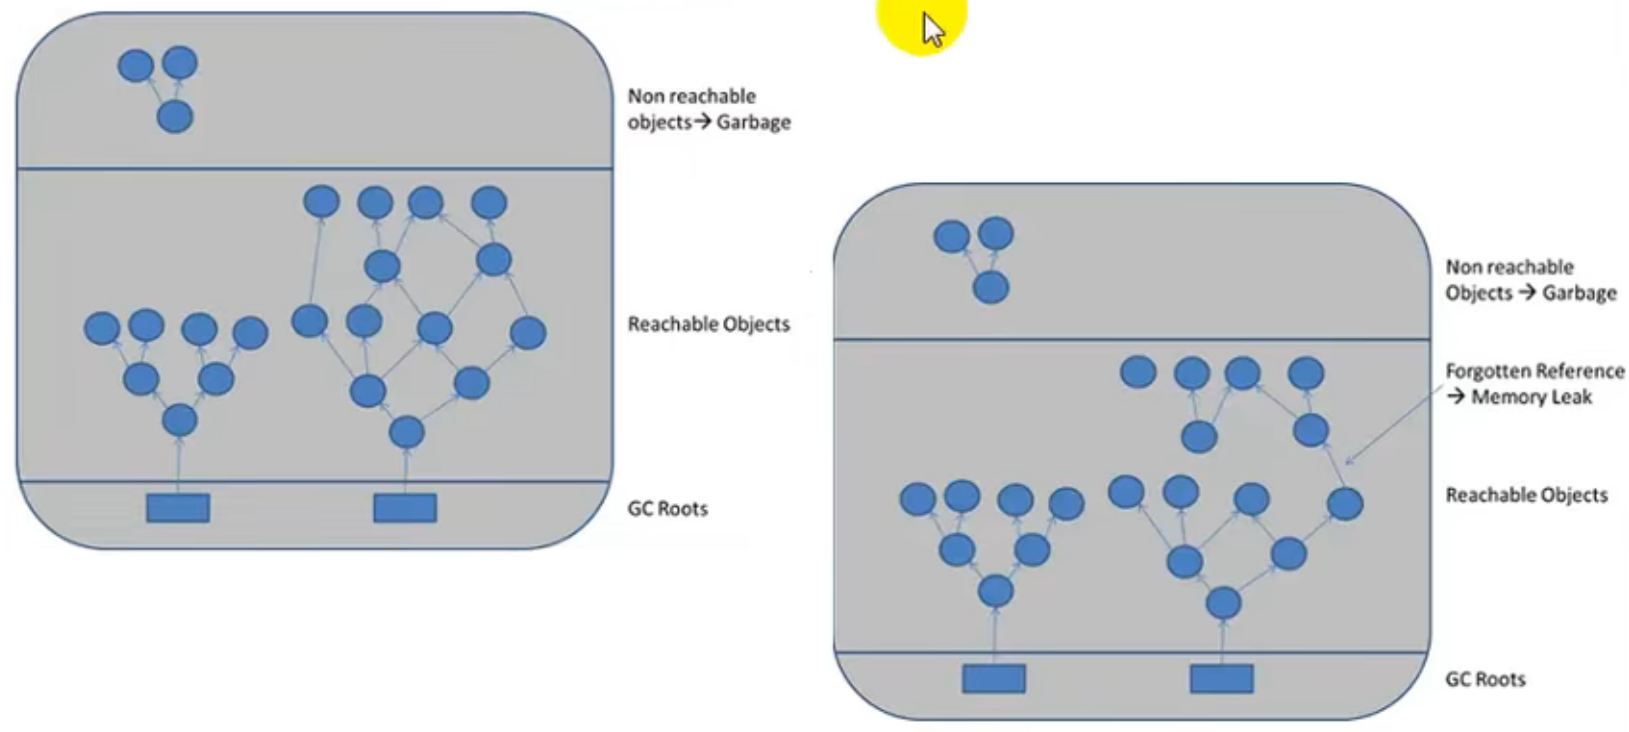 Non reachable
objects→ Garbage
Reachable Objects
GC Roots
Non reachable
Objects → Garbage
Forgotten Reference
→ Memory Leak
Reachable Objects
GC Roots